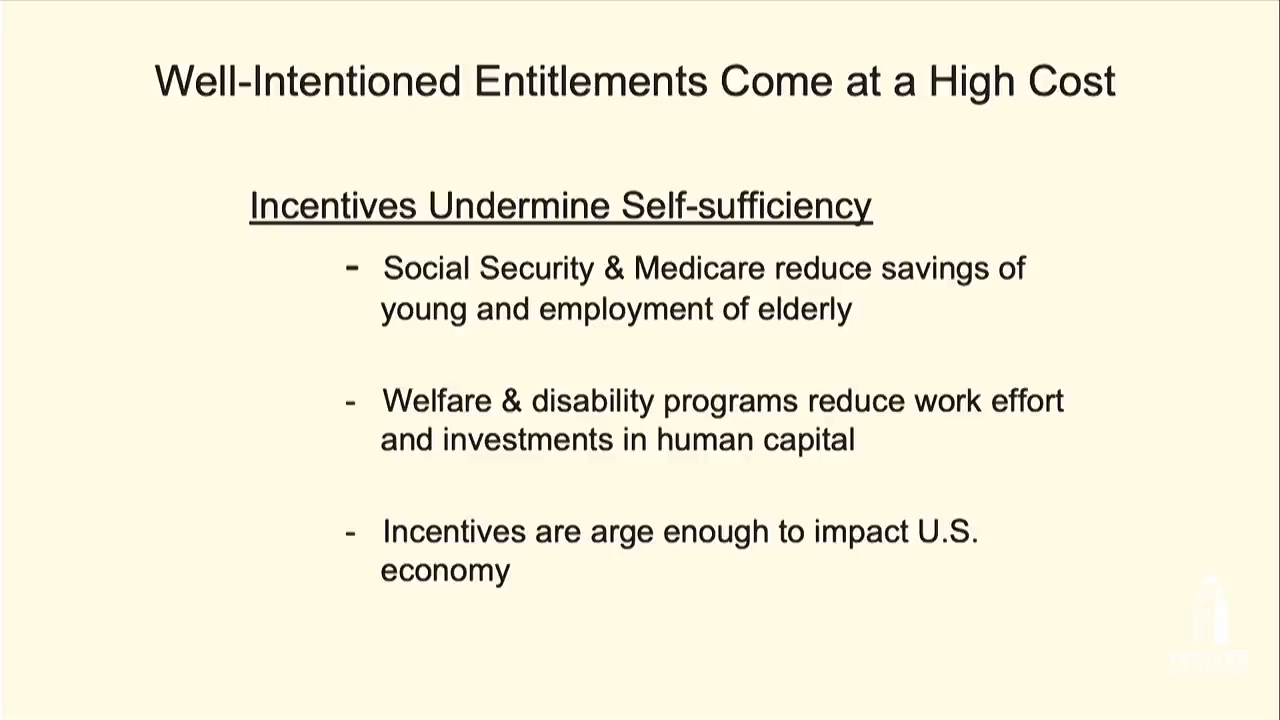 Well-Intentioned Entitlements Come at a High Cost
Incentives Undermine Self-sufficiency
- Social Security & Medicare reduce savings of
young and employment of elderly
- Welfare & disability programs reduce work effort
and investments in human capital
- Incentives are arge enough to impact U.S.
economy